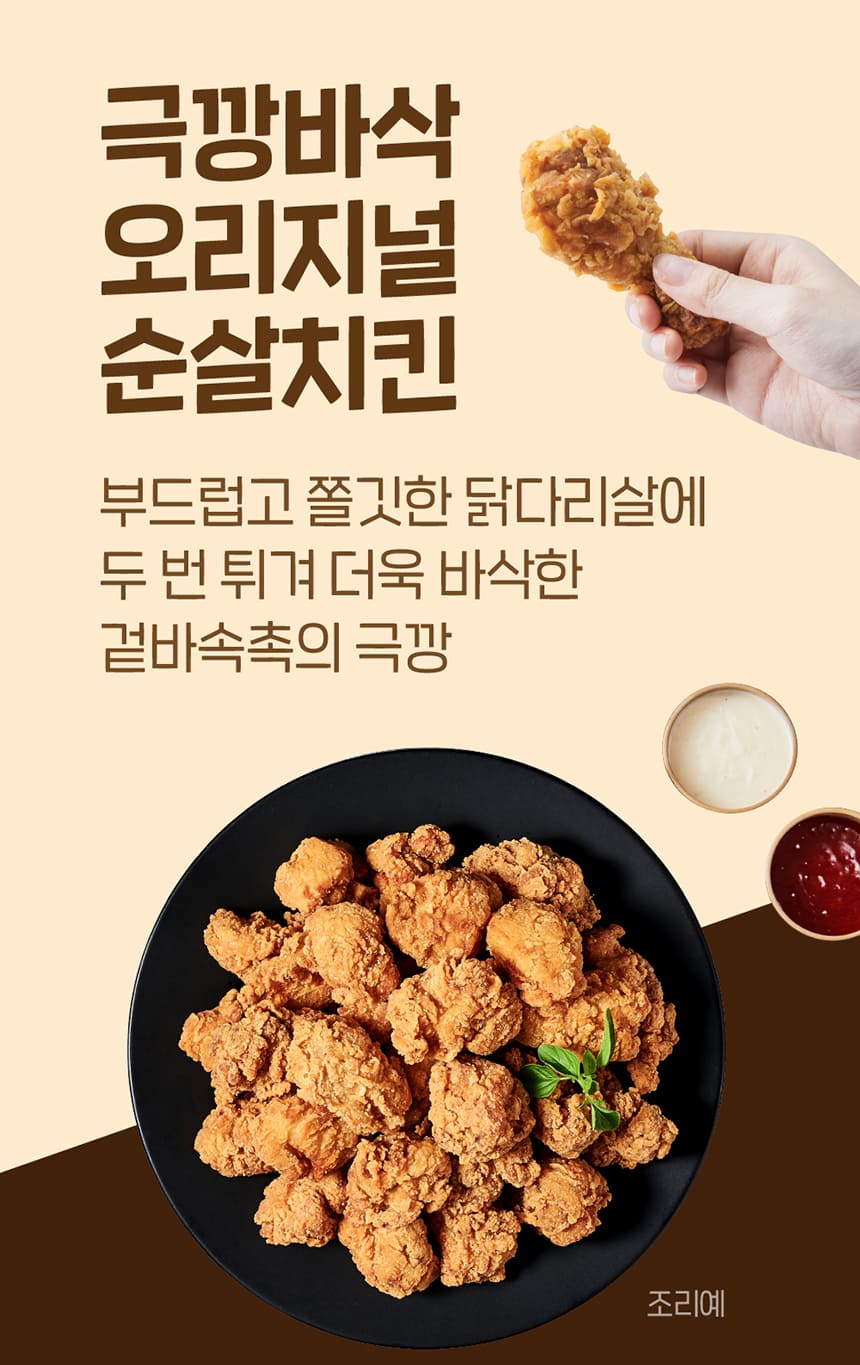 극깡바삭
오리지널
순살치킨
부드럽고 쫄깃한 닭다리살에
두 번 튀겨 더욱 바삭한
겉바속촉의 극깡
조리예